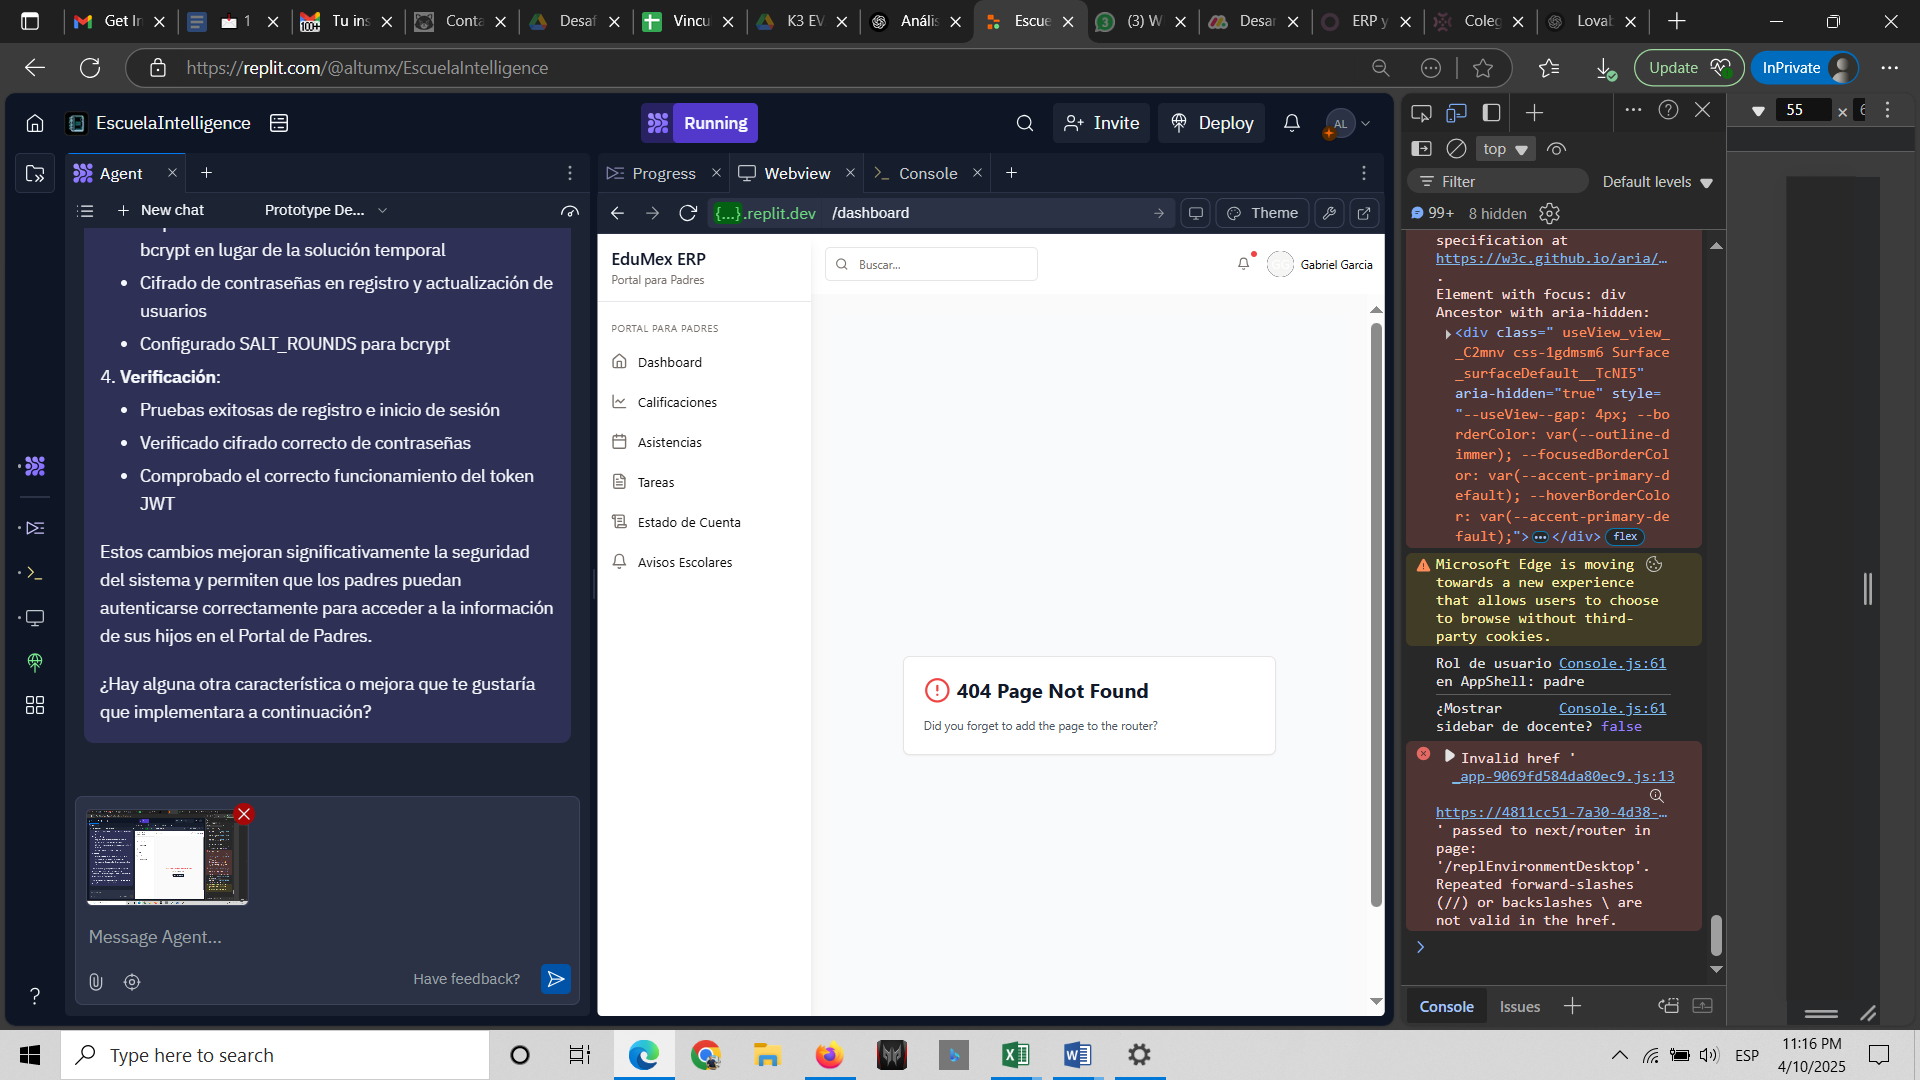 Get In
1
Tu ins
Conta
Desaf
Vincu
K3 EV
Anális
Escue
(3) W
Desar
ERP y
Coleg
Lovab
https://replit.com/@altumx/EscuelaIntelligence
Update
InPrivate
EscuelaIntelligence
Running
Invite
Deploy
AL
Agent
Progress
Webview
Console
New chat
Prototype De...
{...}.replit.dev /dashboard
Theme
bcrypt en lugar de la solución temporal
• Cifrado de contraseñas en registro y actualización de
usuarios
• Configurado SALT_ROUNDS para bcrypt
4. Verificación:
• Pruebas exitosas de registro e inicio de sesión
• Verificado cifrado correcto de contraseñas
• Comprobado el correcto funcionamiento del token
JWT
Estos cambios mejoran significativamente la seguridad
del sistema y permiten que los padres puedan
autenticarse correctamente para acceder a la información
de sus hijos en el Portal de Padres.
¿Hay alguna otra característica o mejora que te gustaría
que implementara a continuación?
Message Agent...
Have feedback?
EduMex ERP
Portal para Padres
Buscar...
Gabriel Garcia
PORTAL PARA PADRES
Dashboard
Calificaciones
Asistencias
Tareas
Estado de Cuenta
Avisos Escolares
404 Page Not Found
Did you forget to add the page to the router?
55 × 6
top
Filter
Default levels
99+ 8 hidden
specification at
https://w3c.github.io/aria/…
.
Element with focus: div
Ancestor with aria-hidden:
<div class=" useView_view_
_C2mnv css-1gdmsm6 Surface
_surfaceDefault__TcNI5"
aria-hidden="true" style=
"--useView--gap: 4px; --bo
rderColor: var(--outline-d
immer); --focusedBorderCol
or: var(--accent-primary-d
efault); --hoverBorderColo
r: var(--accent-primary-de
fault);">…</div> flex
Microsoft Edge is moving
towards a new experience
that allows users to choose
to browse without third-
party cookies.
Rol de usuario Console.js:61
en AppShell: padre
¿Mostrar Console.js:61
sidebar de docente? false
Invalid href '
_app-9069fd584da80ec9.js:13
https://4811cc51-7a30-4d38-…
' passed to next/router in
page:
'/replEnvironmentDesktop'.
Repeated forward-slashes
(//) or backslashes \ are
not valid in the href.
Console
Issues
Type here to search
ESP
11:16 PM
4/10/2025